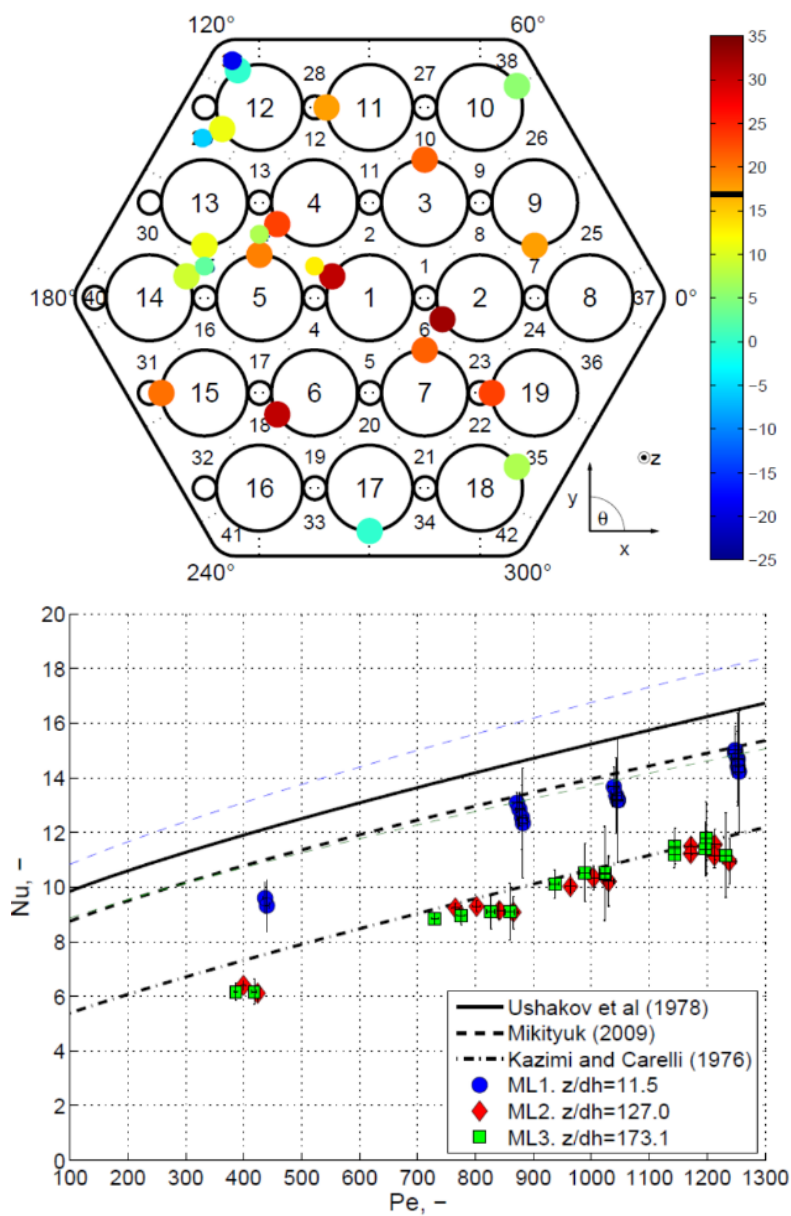 120° 60°
38
28 27
12 11 10
12 10 26
13 11 9
13 4 3 9
30 2 8 25
1 7
180° 40 14 5 1 2 8 37 0°
16 4 6 24
31 17 5 23 36
15 6 7 19
18 20 22
32 19 21 35
16 17 18
41 33 34 42
240° 300°
z
y θ
x
35
30
25
20
15
10
5
0
−5
−10
−15
−20
−25
20
18
16
14
12
10
8
6
4
2
0
Nu, −
Ushakov et al (1978)
Mikityuk (2009)
Kazimi and Carelli (1976)
ML1. z/dh=11.5
ML2. z/dh=127.0
ML3. z/dh=173.1
100 200 300 400 500 600 700 800 900 1000 1100 1200 1300
Pe, −